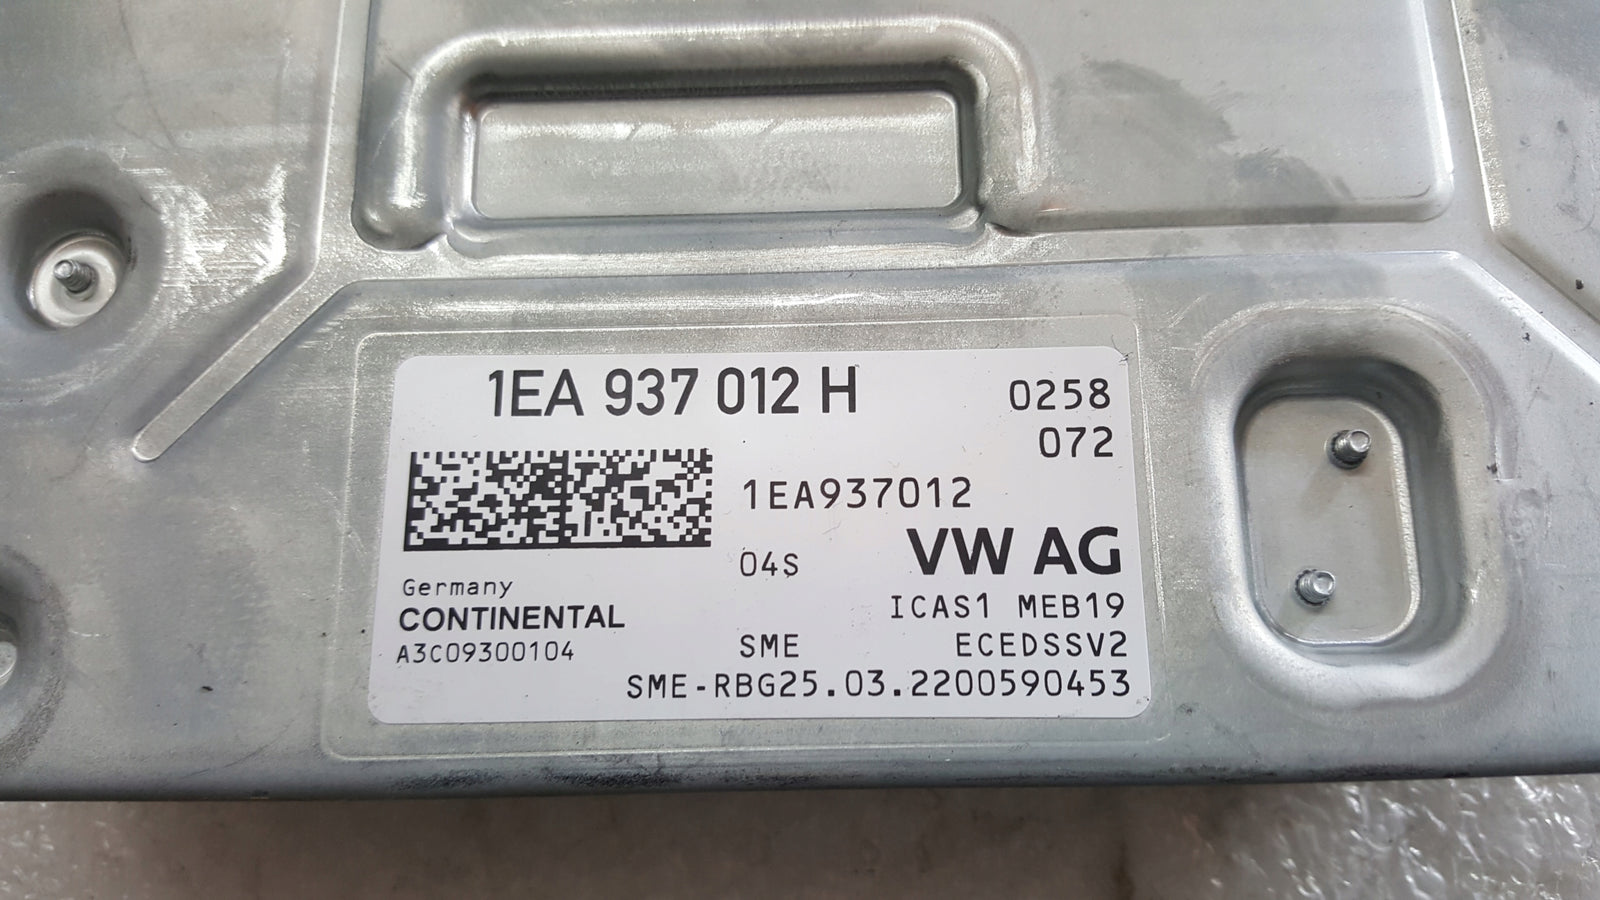 1EA 937 012 H
0258
072
1EA937012
04S
VW AG
Germany
CONTINENTAL
A3C09300104
ICAS1 MEB19
SME ECEDSSV2
SME-RBG25.03.2200590453